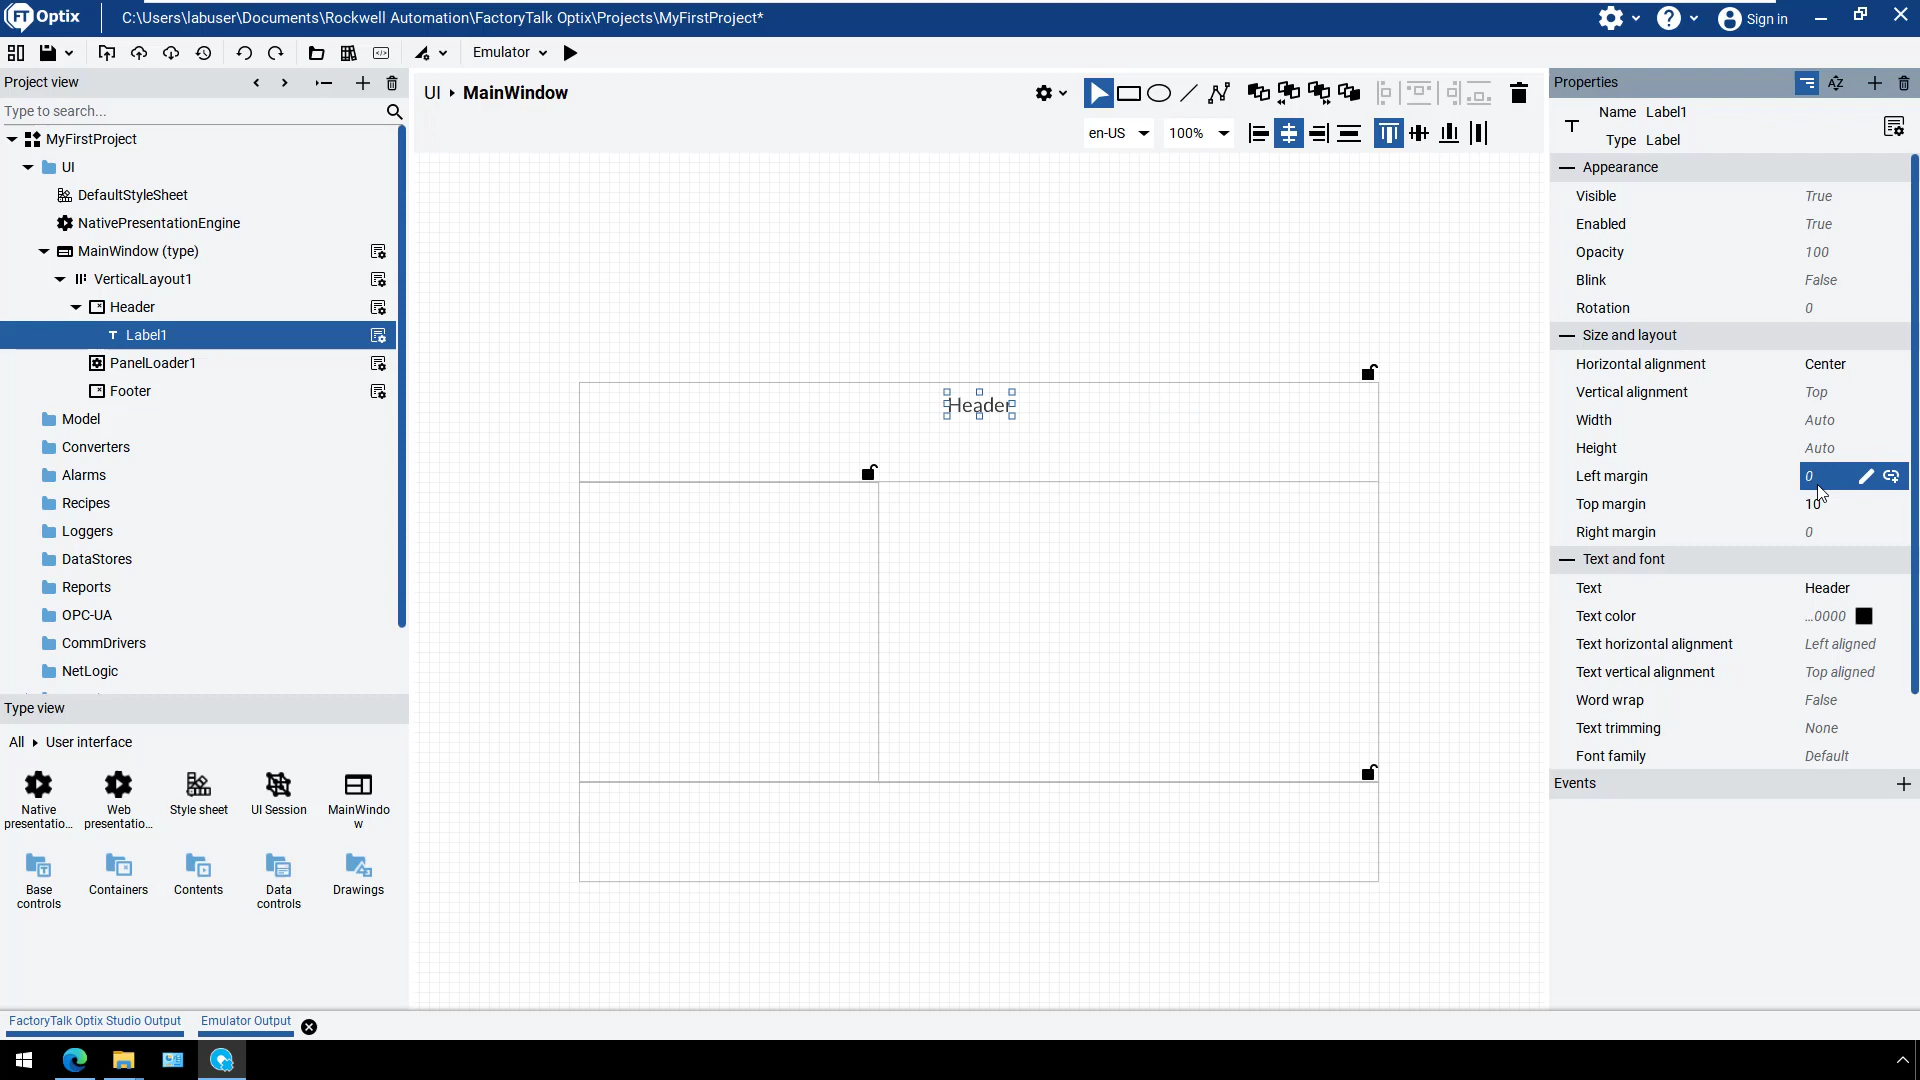 FT Optix
C:\Users\labuser\Documents\Rockwell Automation\FactoryTalk Optix\Projects\MyFirstProject*
Sign in
Emulator
Project view
Type to search...
MyFirstProject
UI
DefaultStyleSheet
NativePresentationEngine
MainWindow (type)
VerticalLayout1
Header
Label1
PanelLoader1
Footer
Model
Converters
Alarms
Recipes
Loggers
DataStores
Reports
OPC-UA
CommDrivers
NetLogic
Type view
All User interface
Native presentatio...
Web presentatio...
Style sheet
UI Session
MainWindo
w
Base controls
Containers
Contents
Data controls
Drawings
UI MainWindow
en-US 100%
Header
Properties
Name Label1
Type Label
Appearance
Visible True
Enabled True
Opacity 100
Blink False
Rotation 0
Size and layout
Horizontal alignment Center
Vertical alignment Top
Width Auto
Height Auto
Left margin 0
Top margin 10
Right margin 0
Text and font
Text Header
Text color ...0000
Text horizontal alignment Left aligned
Text vertical alignment Top aligned
Word wrap False
Text trimming None
Font family Default
Events
FactoryTalk Optix Studio Output Emulator Output